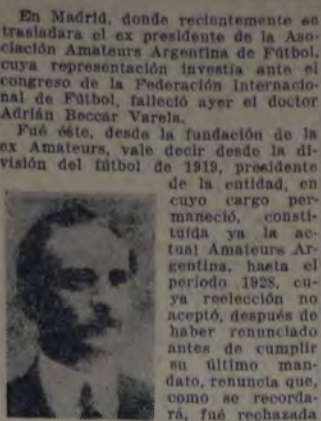 En Madrid, donde recientemente se
trasladara el ex presidente de la Aso-
ciación Amateurs Argentina de Fútbol,
cuya representación investía ante el
congreso de la Federación Internacio-
nal de Fútbol, falleció ayer el doctor
Adrián Beccar Varela.
Fué éste, desde la fundación de la
ex Amateurs, vale decir desde la di-
visión del fútbol de 1919, presidente
de la entidad, en
cuyo cargo per-
maneció, consti-
tuída ya la ac-
tual Amateurs Ar-
gentina, hasta el
período 1928, cu-
ya reelección no
aceptó, después de
haber renunciado
antes de cumplir
su último man-
dato, renuncia que,
como se recorda-
rá, fué rechazada